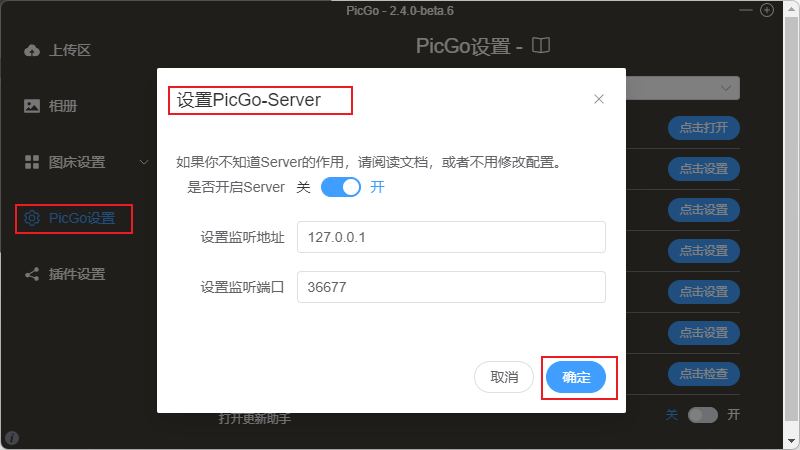 PicGo - 2.4.0-beta.6
上传区
相册
图床设置
PicGo设置
插件设置
PicGo设置 -
设置PicGo-Server
如果你不知道Server的作用，请阅读文档，或者不用修改配置。
是否开启Server 关 开
设置监听地址 127.0.0.1
设置监听端口 36677
取消 确定
点击打开
点击设置
点击设置
点击设置
点击设置
点击设置
点击检查
打开更新助手 关 开